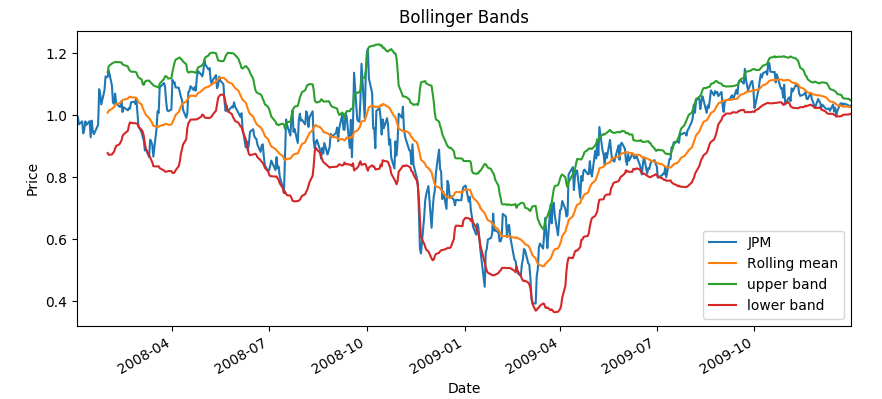 Bollinger Bands
Price
1.2
1.0
0.8
0.6
0.4
JPM
Rolling mean
upper band
lower band
2008-04
2008-07
2008-10
2009-01
2009-04
2009-07
2009-10
Date